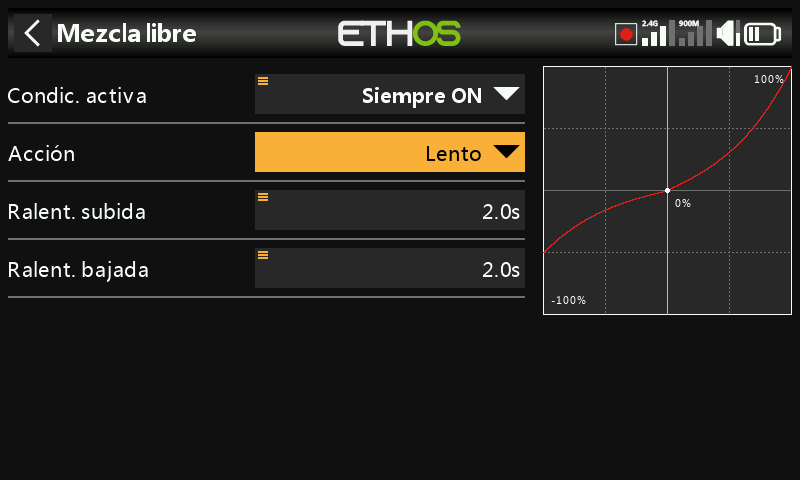 Mezcla libre
ETHOS
2.4G
900M
Condic. activa
Siempre ON
Acción
Lento
Ralent. subida
2.0s
Ralent. bajada
2.0s
100%
0%
-100%